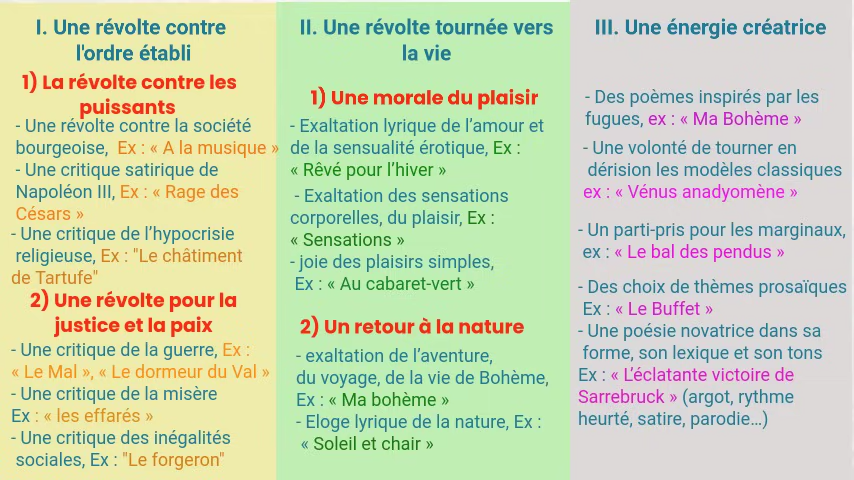 I. Une révolte contre
l'ordre établi
1) La révolte contre les
puissants
- Une révolte contre la société
bourgeoise, Ex : « A la musique »
- Une critique satirique de
Napoléon III, Ex : « Rage des
Césars »
- Une critique de l’hypocrisie
religieuse, Ex : "Le châtiment
de Tartufe"
2) Une révolte pour la
justice et la paix
- Une critique de la guerre, Ex :
« Le Mal », « Le dormeur du Val »
- Une critique de la misère
Ex : « les effarés »
- Une critique des inégalités
sociales, Ex : "Le forgeron"
II. Une révolte tournée vers
la vie
1) Une morale du plaisir
- Exaltation lyrique de l’amour et
de la sensualité érotique, Ex :
« Rêvé pour l’hiver »
- Exaltation des sensations
corporelles, du plaisir, Ex :
« Sensations »
- joie des plaisirs simples,
Ex : « Au cabaret-vert »
2) Un retour à la nature
- exaltation de l’aventure,
du voyage, de la vie de Bohème,
Ex : « Ma bohème »
- Eloge lyrique de la nature, Ex :
« Soleil et chair »
III. Une énergie créatrice
- Des poèmes inspirés par les
fugues, ex : « Ma Bohème »
- Une volonté de tourner en
dérision les modèles classiques
ex : « Vénus anadyomène »
- Un parti-pris pour les marginaux,
ex : « Le bal des pendus »
- Des choix de thèmes prosaïques
Ex : « Le Buffet »
- Une poésie novatrice dans sa
forme, son lexique et son tons
Ex : « L’éclatante victoire de
Sarrebruck » (argot, rythme
heurté, satire, parodie…)